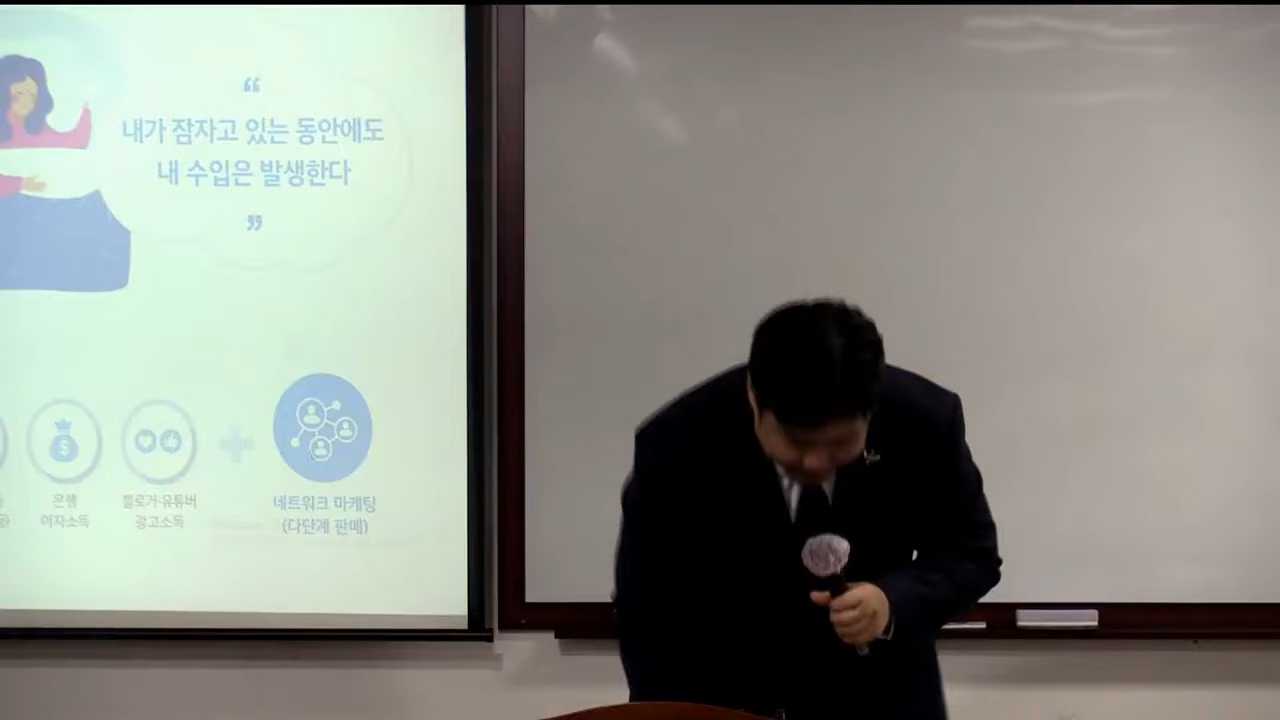 “
내가 잠자고 있는 동안에도
내 수입은 발생한다
”
은행
이자소득
블로거·유튜버
광고소득
네트워크 마케팅
(다단계 판매)